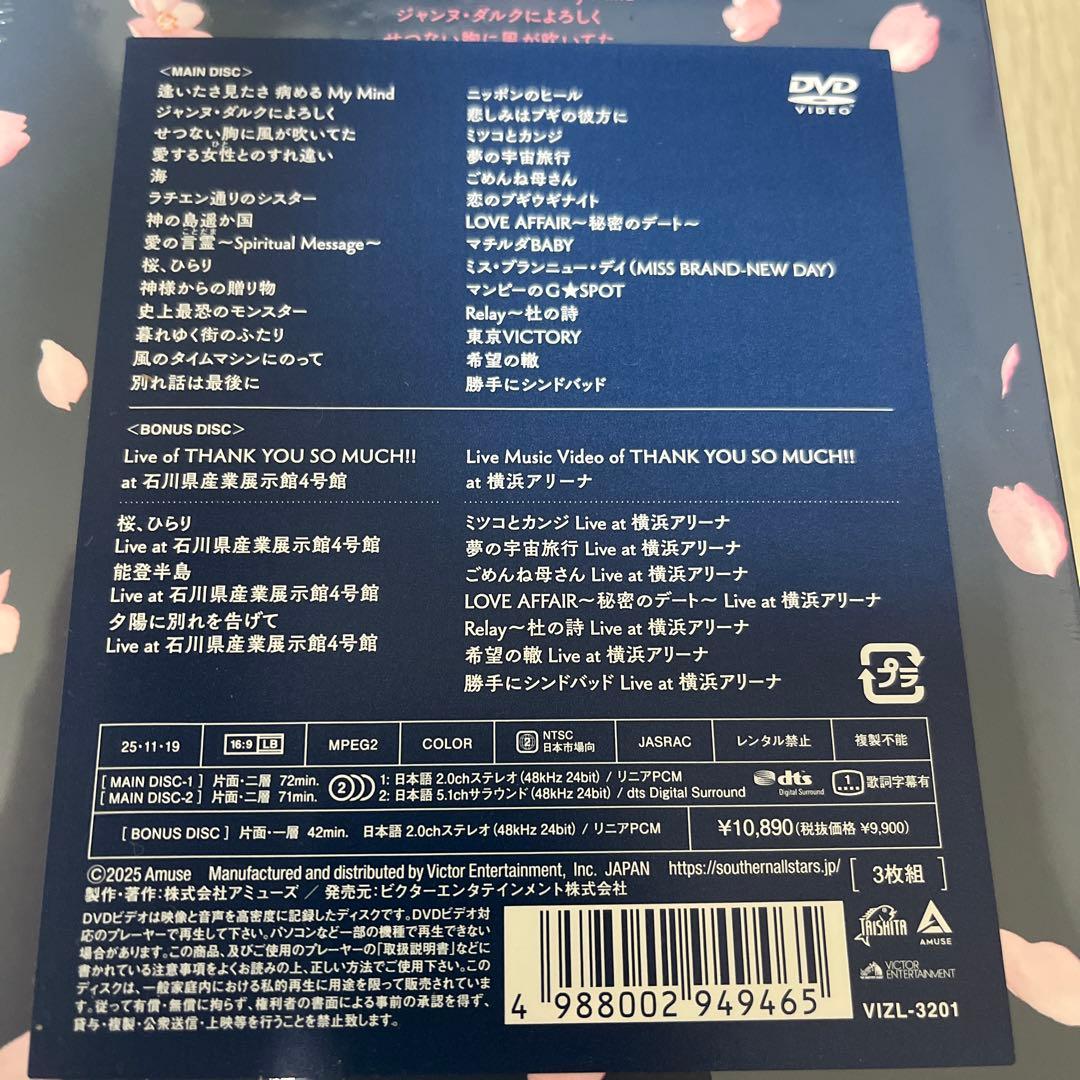 ジャンヌ・ダルクによろしく
せつない胸に風が吹いてた
<MAIN DISC>
逢いたさ見たさ 病める My Mind
ジャンヌ・ダルクによろしく
せつない胸に風が吹いてた
ひと
愛する女性とのすれ違い
海
ラチエン通りのシスター
神の島遥か国
ことだま
愛の言霊〜Spiritual Message〜
桜、ひらり
神様からの贈り物
史上最恐のモンスター
暮れゆく街のふたり
風のタイムマシンにのって
別れ話は最後に
ニッポンのヒール
悲しみはブギの彼方に
ミツコとカンジ
夢の宇宙旅行
ごめんね母さん
恋のブギウギナイト
LOVE AFFAIR〜秘密のデート〜
マチルダBABY
ミス・ブランニュー・デイ(MISS BRAND-NEW DAY)
マンピーのG★SPOT
Relay〜杜の詩
東京VICTORY
希望の轍
勝手にシンドバッド
DVD
VIDEO
<BONUS DISC>
Live of THANK YOU SO MUCH!!
at 石川県産業展示館4号館
桜、ひらり
Live at 石川県産業展示館4号館
能登半島
Live at 石川県産業展示館4号館
夕陽に別れを告げて
Live at 石川県産業展示館4号館
Live Music Video of THANK YOU SO MUCH!!
at 横浜アリーナ
ミツコとカンジ Live at 横浜アリーナ
夢の宇宙旅行 Live at 横浜アリーナ
ごめんね母さん Live at 横浜アリーナ
LOVE AFFAIR〜秘密のデート〜 Live at 横浜アリーナ
Relay〜杜の詩 Live at 横浜アリーナ
希望の轍 Live at 横浜アリーナ
勝手にシンドバッド Live at 横浜アリーナ
プラ
25・11・19 16:9 LB MPEG2 COLOR 2 NTSC 日本市場向 JASRAC レンタル禁止 複製不能
[ MAIN DISC-1 ] 片面・二層 72min. 2 1: 日本語 2.0chステレオ (48kHz 24bit) / リニアPCM
[ MAIN DISC-2 ] 片面・二層 71min. 2: 日本語 5.1chサラウンド (48kHz 24bit) / dts Digital Surround
dts Digital Surround 1 歌詞字幕有
[ BONUS DISC ] 片面・一層 42min. 日本語 2.0chステレオ (48kHz 24bit) / リニアPCM ¥10,890(税抜価格 ¥9,900)
©2025 Amuse Manufactured and distributed by Victor Entertainment, Inc. JAPAN https://southernallstars.jp/ [ 3枚組 ]
製作・著作：株式会社アミューズ / 発売元：ビクターエンタテインメント株式会社
DVDビデオは映像と音声を高密度に記録したディスクです。DVDビデオ対
応のプレーヤーで再生して下さい。パソコンなど一部の機種で再生できない
場合があります。この商品、及びご使用のプレーヤーの「取扱説明書」などに
書かれている注意事項をよくお読みの上、正しい方法でご使用下さい。この
ディスクは、一般家庭内における私的再生に用途を限って販売されていま
す。従って有償・無償に拘らず、権利者の書面による事前の承認を得ず、
貸与・複製・公衆送信・上映等を行うことを禁止致します。
4 988002 949465
TAISHITA
AMUSE
VICTOR ENTERTAINMENT
VIZL-3201